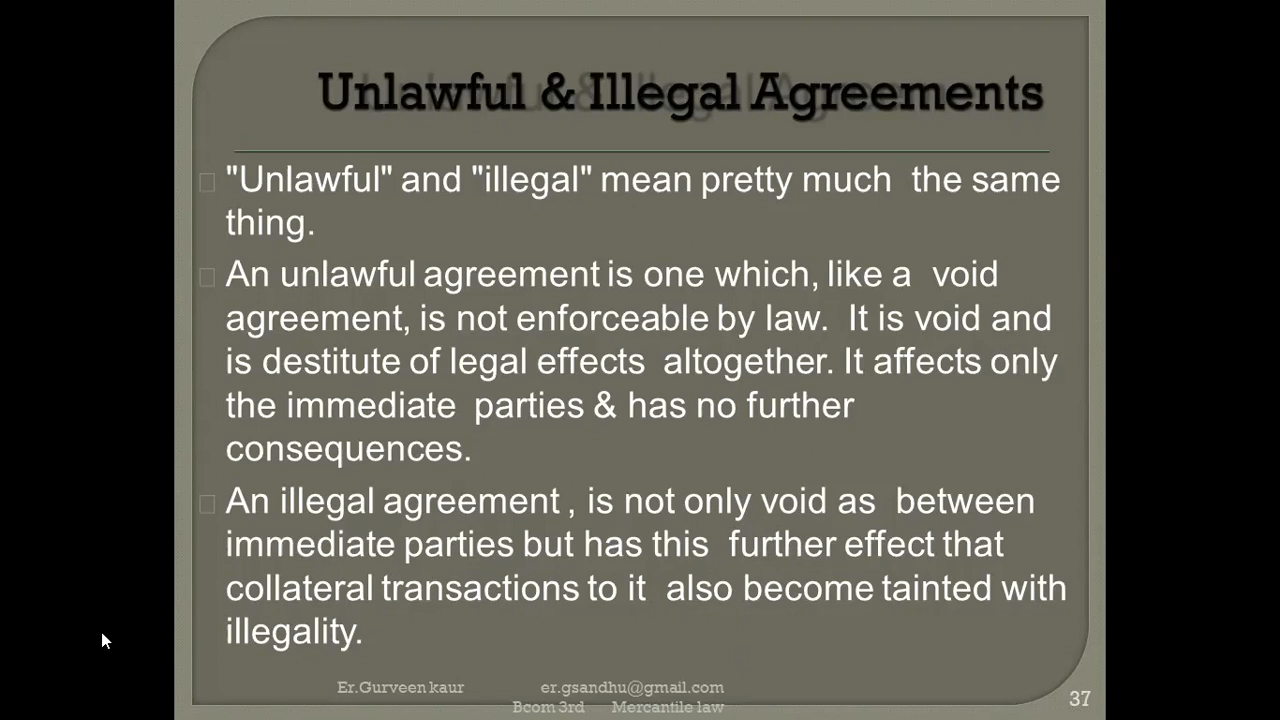 Unlawful & Illegal Agreements
"Unlawful" and "illegal" mean pretty much the same
thing.
An unlawful agreement is one which, like a void
agreement, is not enforceable by law. It is void and
is destitute of legal effects altogether. It affects only
the immediate parties & has no further
consequences.
An illegal agreement , is not only void as between
immediate parties but has this further effect that
collateral transactions to it also become tainted with
illegality.
Er.Gurveen kaur er.gsandhu@gmail.com
Bcom 3rd Mercantile law
37